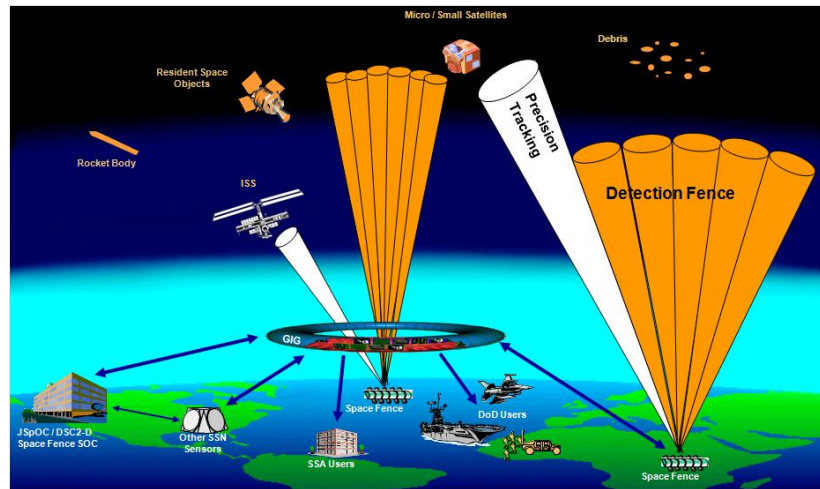 Micro / Small Satellites
Debris
Resident Space
Objects
Precision
Tracking
Rocket Body
ISS
Detection Fence
GIG
Space Fence
DoD Users
JSpOC / DSC2-D
Space Fence SOC
Other SSN
Sensors
SSA Users
Space Fence